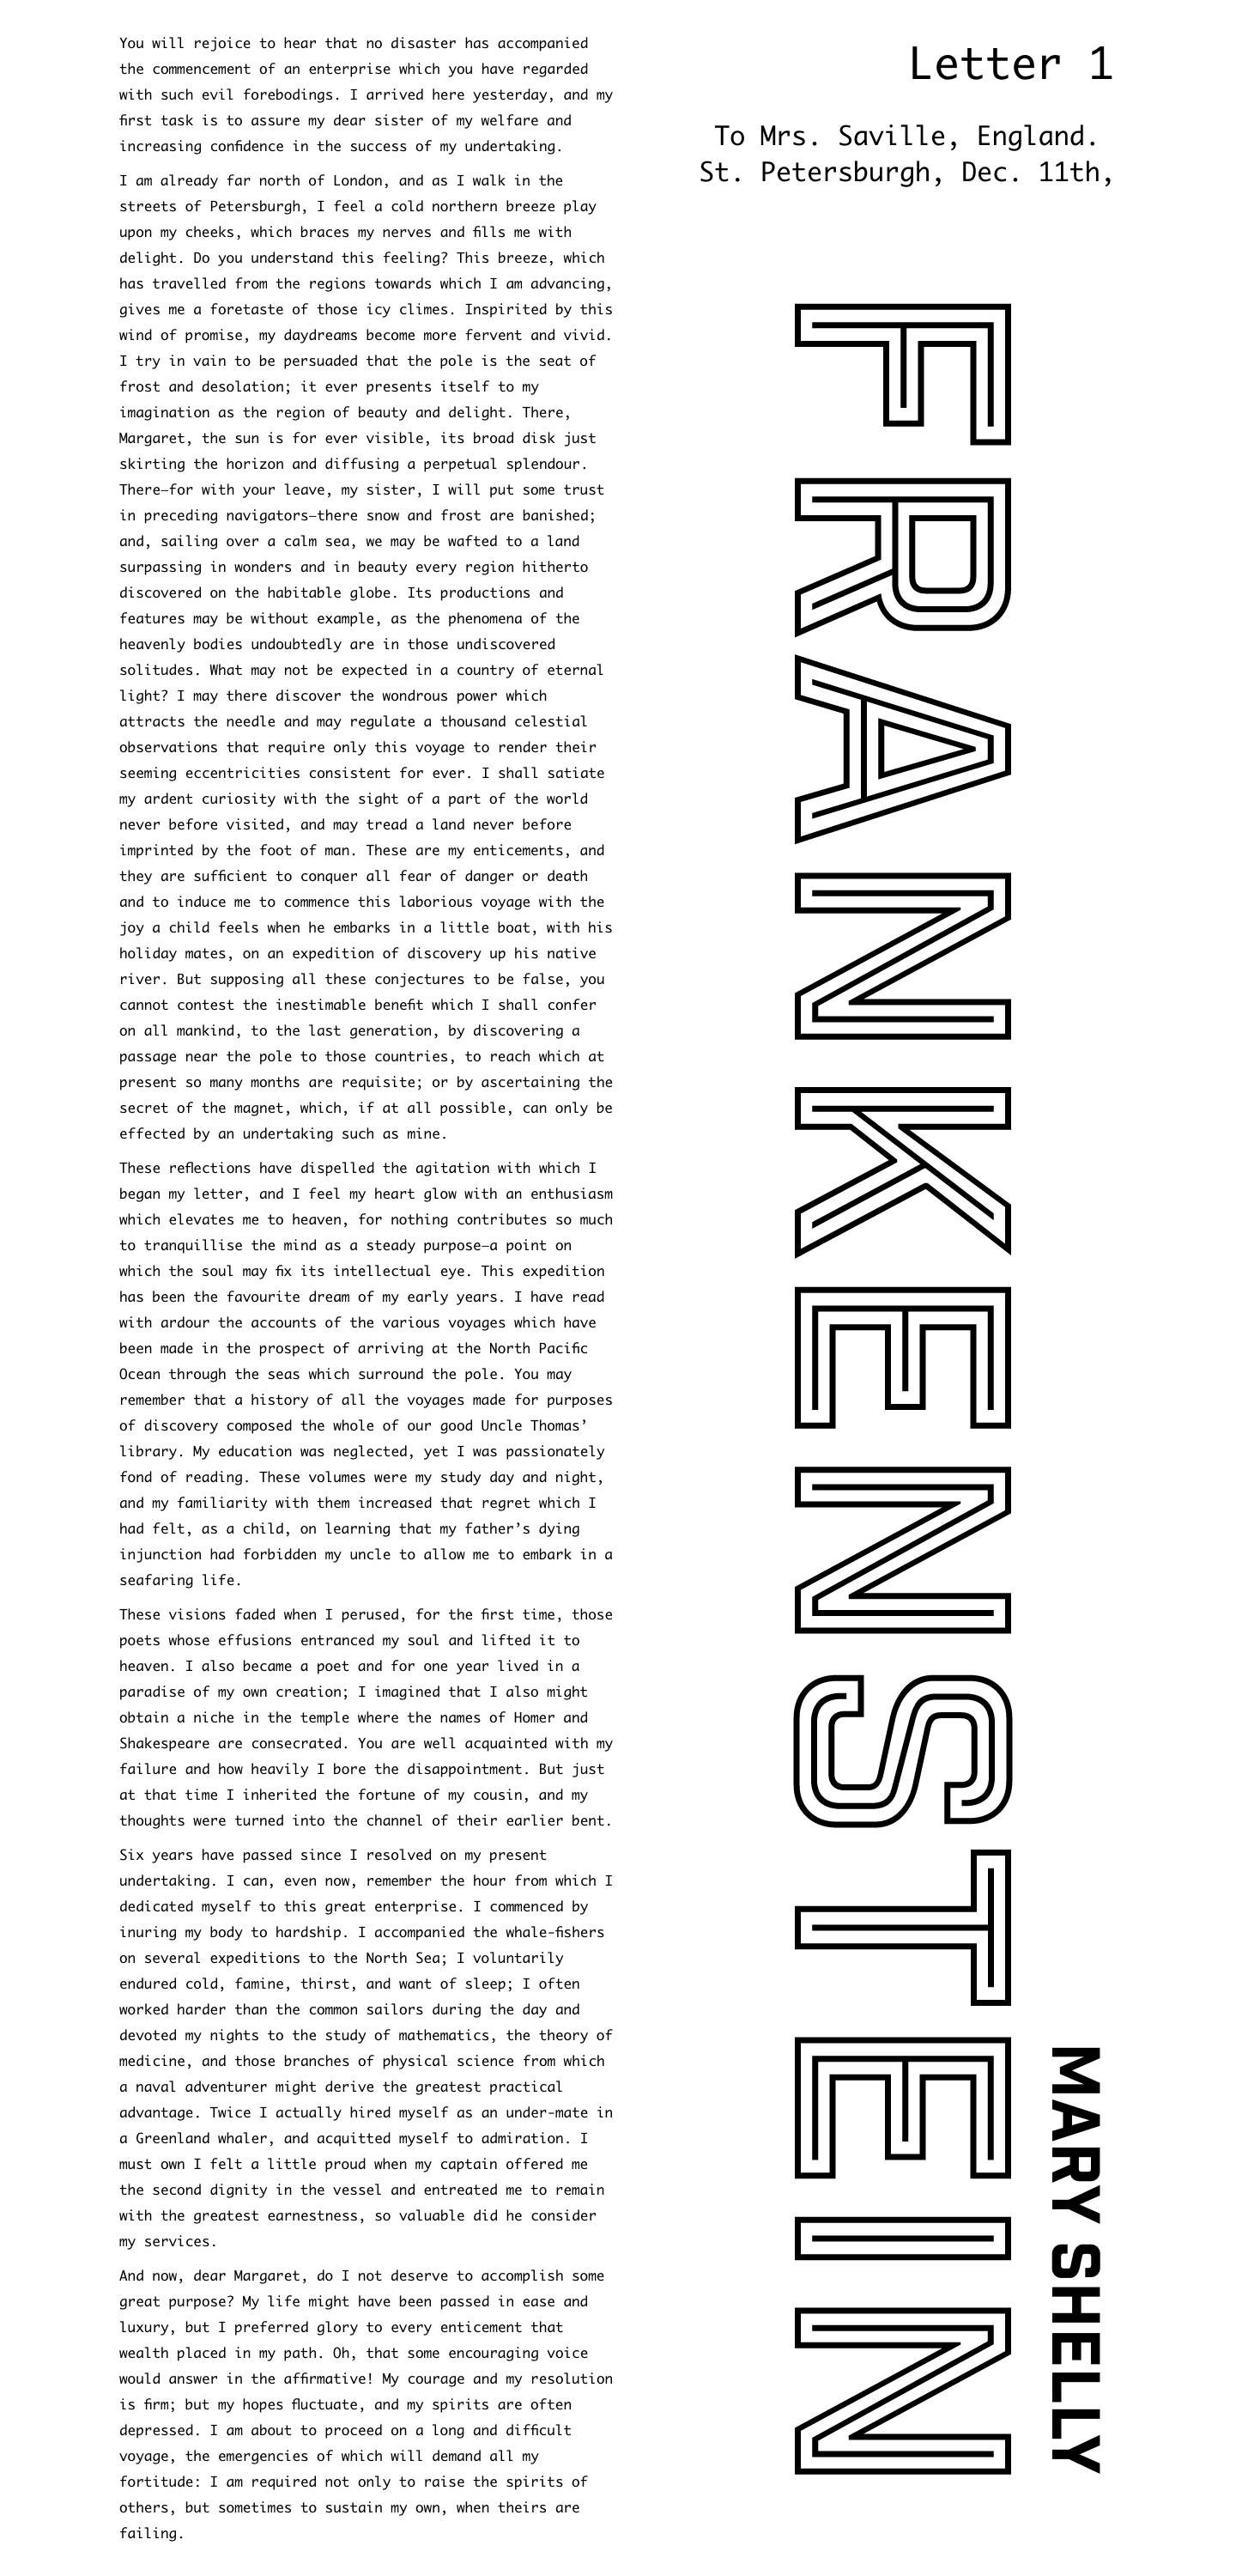 Letter 1
To Mrs. Saville, England.
St. Petersburgh, Dec. 11th,
FRANKENSTEIN
MARY SHELLY
You will rejoice to hear that no disaster has accompanied
the commencement of an enterprise which you have regarded
with such evil forebodings. I arrived here yesterday, and my
first task is to assure my dear sister of my welfare and
increasing confidence in the success of my undertaking.
I am already far north of London, and as I walk in the
streets of Petersburgh, I feel a cold northern breeze play
upon my cheeks, which braces my nerves and fills me with
delight. Do you understand this feeling? This breeze, which
has travelled from the regions towards which I am advancing,
gives me a foretaste of those icy climes. Inspirited by this
wind of promise, my daydreams become more fervent and vivid.
I try in vain to be persuaded that the pole is the seat of
frost and desolation; it ever presents itself to my
imagination as the region of beauty and delight. There,
Margaret, the sun is for ever visible, its broad disk just
skirting the horizon and diffusing a perpetual splendour.
There—for with your leave, my sister, I will put some trust
in preceding navigators—there snow and frost are banished;
and, sailing over a calm sea, we may be wafted to a land
surpassing in wonders and in beauty every region hitherto
discovered on the habitable globe. Its productions and
features may be without example, as the phenomena of the
heavenly bodies undoubtedly are in those undiscovered
solitudes. What may not be expected in a country of eternal
light? I may there discover the wondrous power which
attracts the needle and may regulate a thousand celestial
observations that require only this voyage to render their
seeming eccentricities consistent for ever. I shall satiate
my ardent curiosity with the sight of a part of the world
never before visited, and may tread a land never before
imprinted by the foot of man. These are my enticements, and
they are sufficient to conquer all fear of danger or death
and to induce me to commence this laborious voyage with the
joy a child feels when he embarks in a little boat, with his
holiday mates, on an expedition of discovery up his native
river. But supposing all these conjectures to be false, you
cannot contest the inestimable benefit which I shall confer
on all mankind, to the last generation, by discovering a
passage near the pole to those countries, to reach which at
present so many months are requisite; or by ascertaining the
secret of the magnet, which, if at all possible, can only be
effected by an undertaking such as mine.
These reflections have dispelled the agitation with which I
began my letter, and I feel my heart glow with an enthusiasm
which elevates me to heaven, for nothing contributes so much
to tranquillise the mind as a steady purpose—a point on
which the soul may fix its intellectual eye. This expedition
has been the favourite dream of my early years. I have read
with ardour the accounts of the various voyages which have
been made in the prospect of arriving at the North Pacific
Ocean through the seas which surround the pole. You may
remember that a history of all the voyages made for purposes
of discovery composed the whole of our good Uncle Thomas’
library. My education was neglected, yet I was passionately
fond of reading. These volumes were my study day and night,
and my familiarity with them increased that regret which I
had felt, as a child, on learning that my father’s dying
injunction had forbidden my uncle to allow me to embark in a
seafaring life.
These visions faded when I perused, for the first time, those
poets whose effusions entranced my soul and lifted it to
heaven. I also became a poet and for one year lived in a
paradise of my own creation; I imagined that I also might
obtain a niche in the temple where the names of Homer and
Shakespeare are consecrated. You are well acquainted with my
failure and how heavily I bore the disappointment. But just
at that time I inherited the fortune of my cousin, and my
thoughts were turned into the channel of their earlier bent.
Six years have passed since I resolved on my present
undertaking. I can, even now, remember the hour from which I
dedicated myself to this great enterprise. I commenced by
inuring my body to hardship. I accompanied the whale-fishers
on several expeditions to the North Sea; I voluntarily
endured cold, famine, thirst, and want of sleep; I often
worked harder than the common sailors during the day and
devoted my nights to the study of mathematics, the theory of
medicine, and those branches of physical science from which
a naval adventurer might derive the greatest practical
advantage. Twice I actually hired myself as an under-mate in
a Greenland whaler, and acquitted myself to admiration. I
must own I felt a little proud when my captain offered me
the second dignity in the vessel and entreated me to remain
with the greatest earnestness, so valuable did he consider
my services.
And now, dear Margaret, do I not deserve to accomplish some
great purpose? My life might have been passed in ease and
luxury, but I preferred glory to every enticement that
wealth placed in my path. Oh, that some encouraging voice
would answer in the affirmative! My courage and my resolution
is firm; but my hopes fluctuate, and my spirits are often
depressed. I am about to proceed on a long and difficult
voyage, the emergencies of which will demand all my
fortitude: I am required not only to raise the spirits of
others, but sometimes to sustain my own, when theirs are
failing.